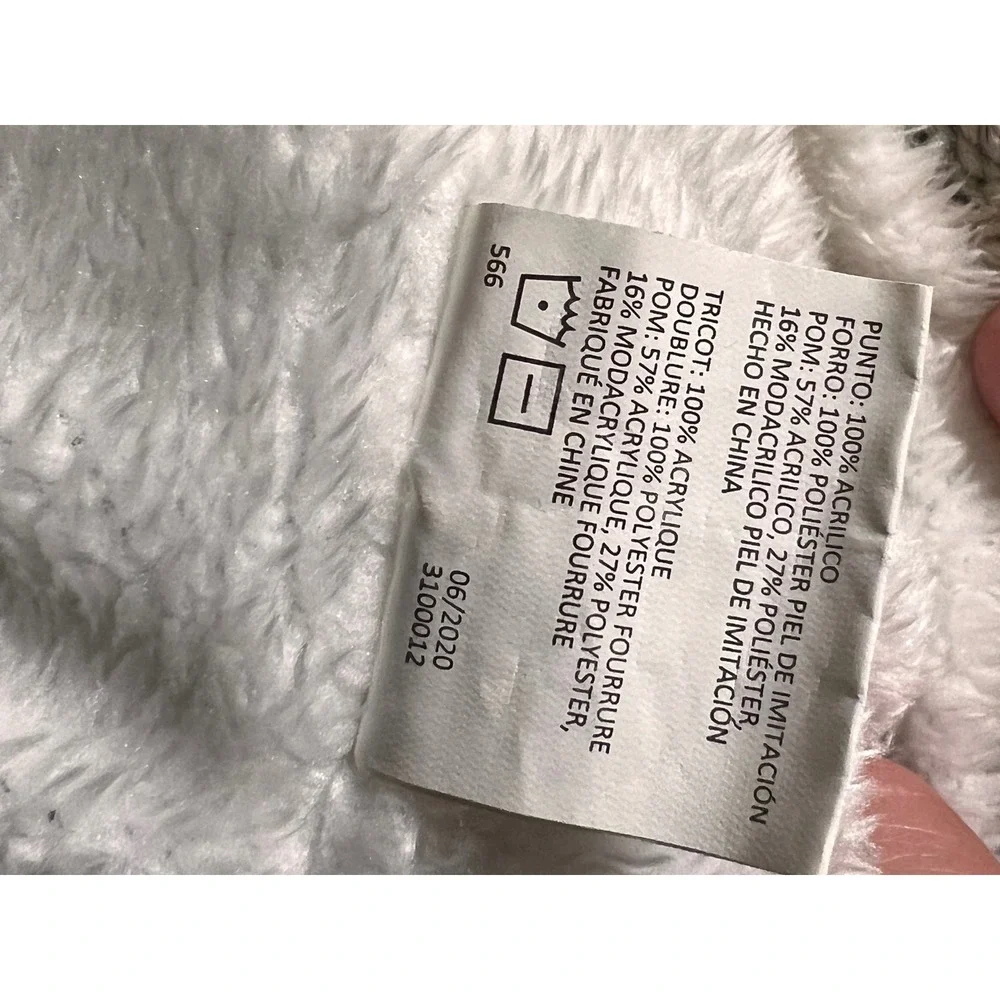 PUNTO: 100% ACRILICO
FORRO: 100% POLIÉSTER PIEL DE IMITACIÓN
POM: 57% ACRILICO, 27% POLIÉSTER,
16% MODACRILICO PIEL DE IMITACIÓN
HECHO EN CHINA
TRICOT: 100% ACRYLIQUE
DOUBLURE: 100% POLYESTER FOURRURE
POM: 57% ACRYLIQUE, 27% POLYESTER,
16% MODACRYLIQUE FOURRURE
FABRIQUÉ EN CHINE
566
06/2020
3100012